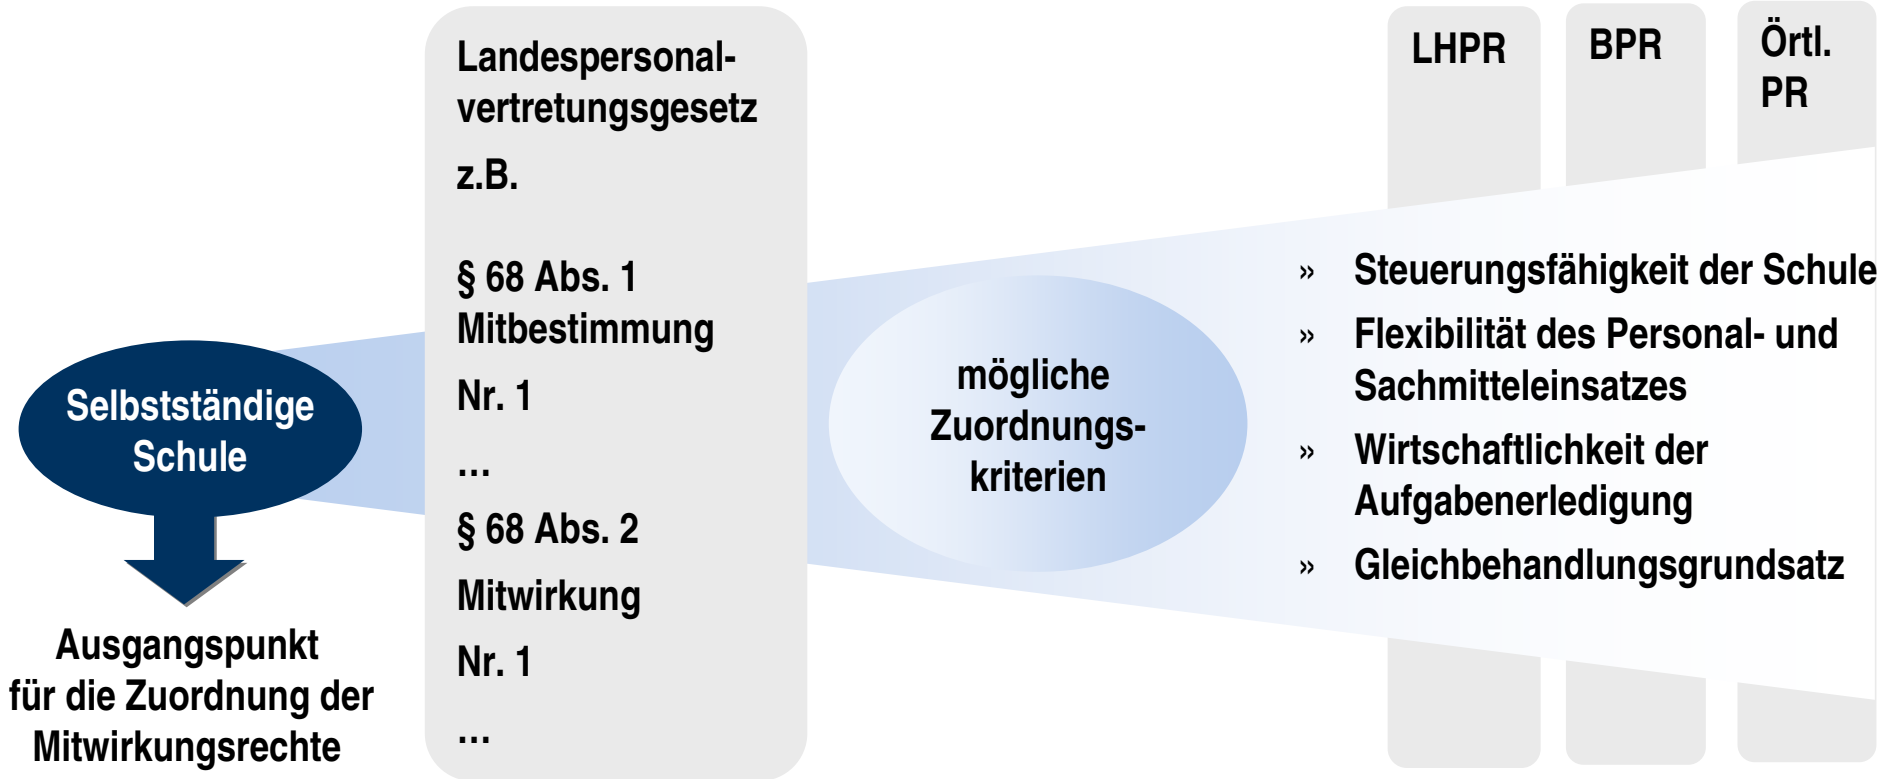 Selbstständige
Schule
Ausgangspunkt
für die Zuordnung der
Mitwirkungsrechte
Landespersonal-
vertretungsgesetz
z.B.
§ 68 Abs. 1
Mitbestimmung
Nr. 1
...
§ 68 Abs. 2
Mitwirkung
Nr. 1
...
mögliche
Zuordnungs-
kriterien
LHPR
BPR
Örtl.
PR
» Steuerungsfähigkeit der Schule
» Flexibilität des Personal- und
Sachmitteleinsatzes
» Wirtschaftlichkeit der
Aufgabenerledigung
» Gleichbehandlungsgrundsatz